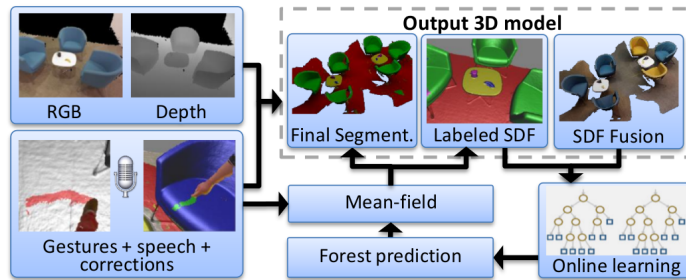 Output 3D model
RGB
Depth
Final Segment.
Labeled SDF
SDF Fusion
Gestures + speech +
corrections
Mean-field
Forest prediction
Online learning